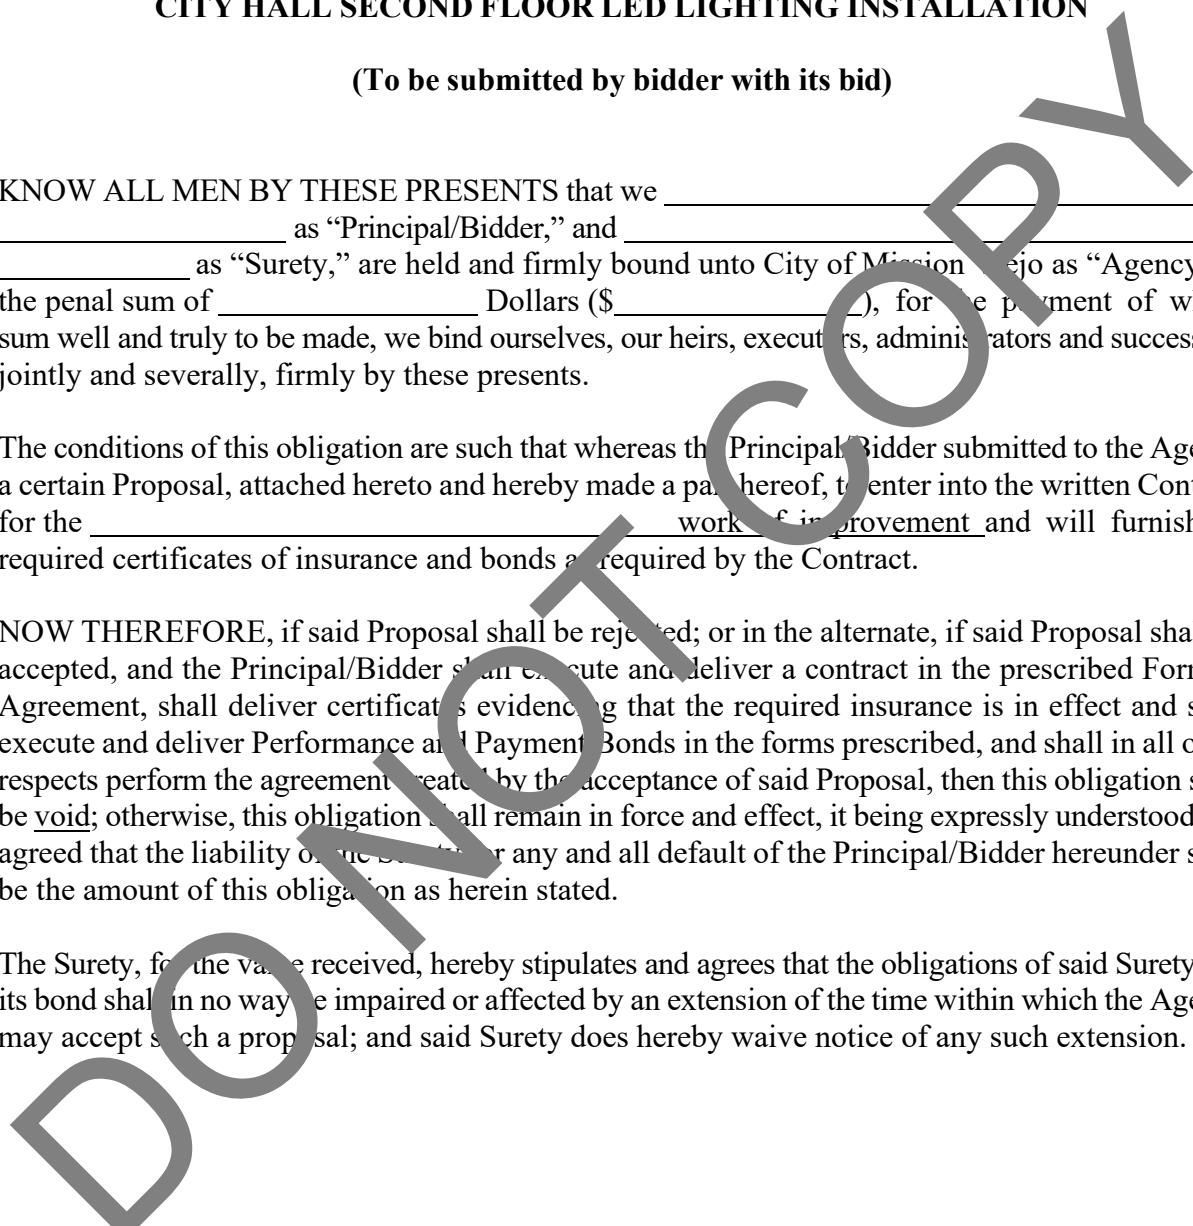 CITY HALL SECOND FLOOR LED LIGHTING INSTALLATION
(To be submitted by bidder with its bid)
KNOW ALL MEN BY THESE PRESENTS that we
as “Principal/Bidder,” and
as “Surety,” are held and firmly bound unto City of Mission Viejo as “Agency
the penal sum of Dollars ($ ), for the payment of
sum well and truly to be made, we bind ourselves, our heirs, executors, administrators and
jointly and severally, firmly by these presents.
The conditions of this obligation are such that whereas the Principal/Bidder submitted to the
a certain Proposal, attached hereto and hereby made a part hereof, to enter into the written
for the work of improvement and will furnish
required certificates of insurance and bonds as required by the Contract.
NOW THEREFORE, if said Proposal shall be rejected; or in the alternate, if said Proposal
accepted, and the Principal/Bidder shall execute and deliver a contract in the prescribed
Agreement, shall deliver certificates evidencing that the required insurance is in effect and
execute and deliver Performance and Payment Bonds in the forms prescribed, and shall in all
respects perform the agreement created by the acceptance of said Proposal, then this obligation
be void; otherwise, this obligation shall remain in force and effect, it being expressly understood
agreed that the liability of the Surety for any and all default of the Principal/Bidder hereunder
be the amount of this obligation as herein stated.
The Surety, for the value received, hereby stipulates and agrees that the obligations of said Surety
its bond shall in no way be impaired or affected by an extension of the time within which the
may accept such a proposal; and said Surety does hereby waive notice of any such extension.
DO NOT COPY